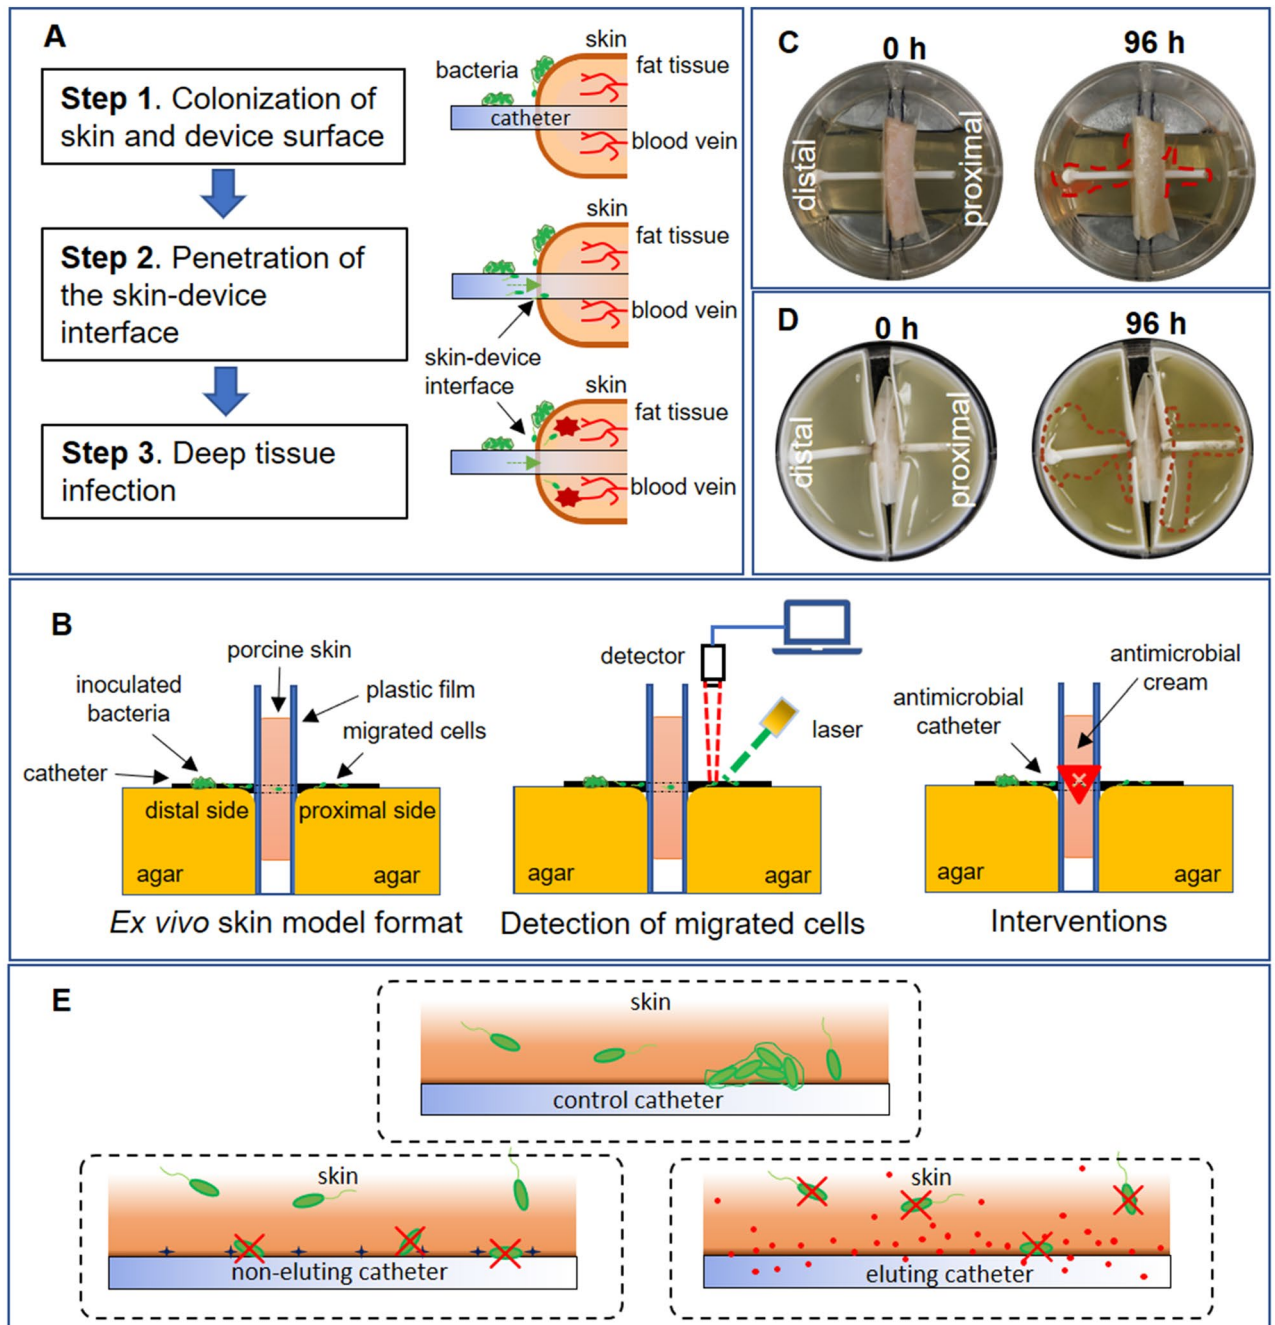 A
Step 1. Colonization of
skin and device surface
Step 2. Penetration of
the skin-device
interface
Step 3. Deep tissue
infection
skin
bacteria
fat tissue
catheter
blood vein
skin
fat tissue
blood vein
skin-device
interface
skin
fat tissue
blood vein
C
0 h
96 h
distal
proximal
D
0 h
96 h
distal
proximal
B
porcine skin
inoculated
bacteria
plastic film
migrated cells
catheter
distal side
proximal side
agar
agar
Ex vivo skin model format
detector
laser
agar
agar
Detection of migrated cells
antimicrobial
cream
antimicrobial
catheter
agar
agar
Interventions
E
skin
control catheter
skin
non-eluting catheter
skin
eluting catheter